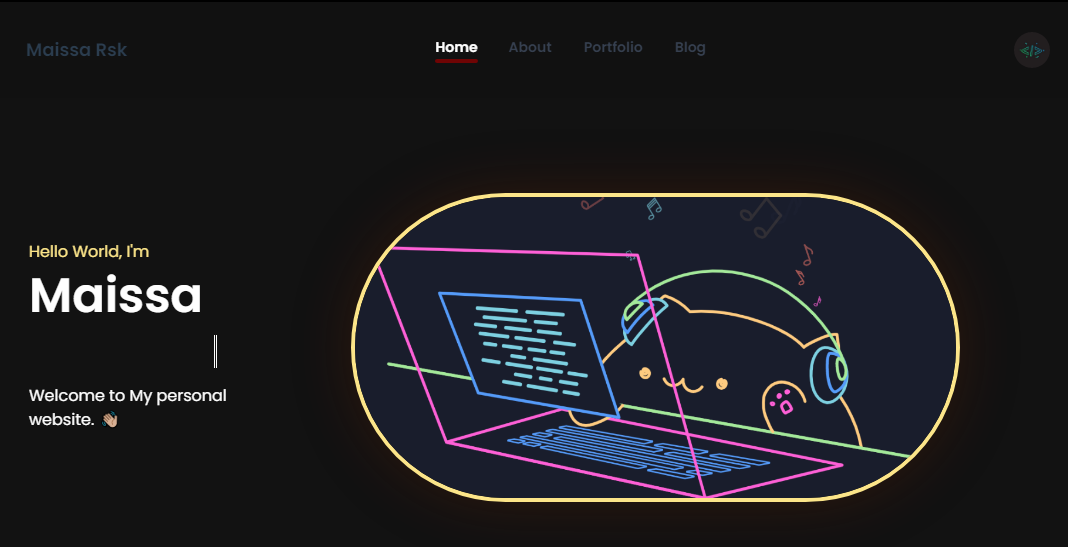 Maissa Rsk
Home
About
Portfolio
Blog
Hello World, I'm
Maissa
Welcome to My personal
website. 👋🏽